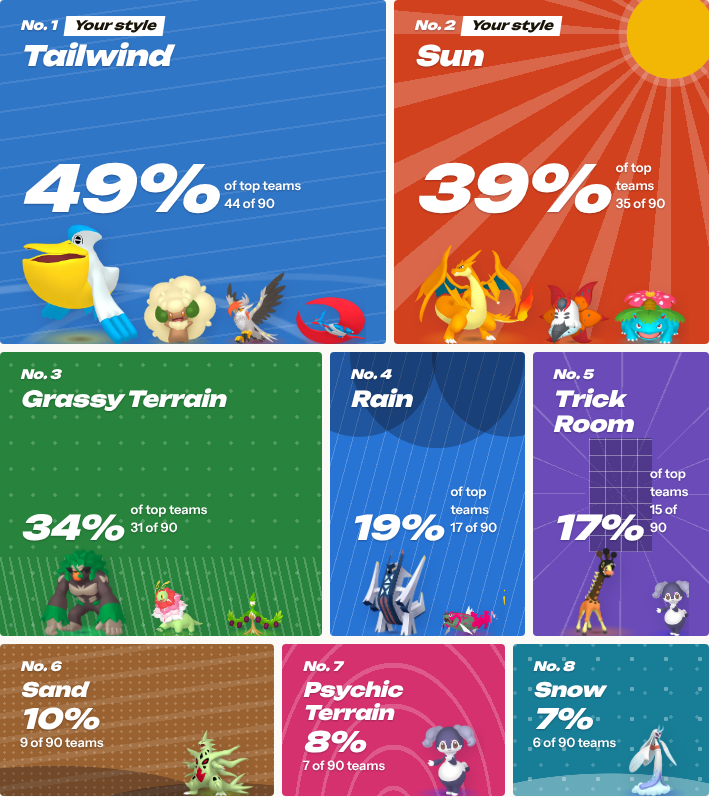 No. 1 Your style
Tailwind
49%
of top teams
44 of 90
No. 2 Your style
Sun
39%
of top
teams
35 of 90
No. 3
Grassy Terrain
34%
of top teams
31 of 90
No. 4
Rain
19%
of top
teams
17 of 90
No. 5
Trick
Room
17%
of top
teams
15 of
90
No. 6
Sand
10%
9 of 90 teams
No. 7
Psychic
Terrain
8%
7 of 90 teams
No. 8
Snow
7%
6 of 90 teams